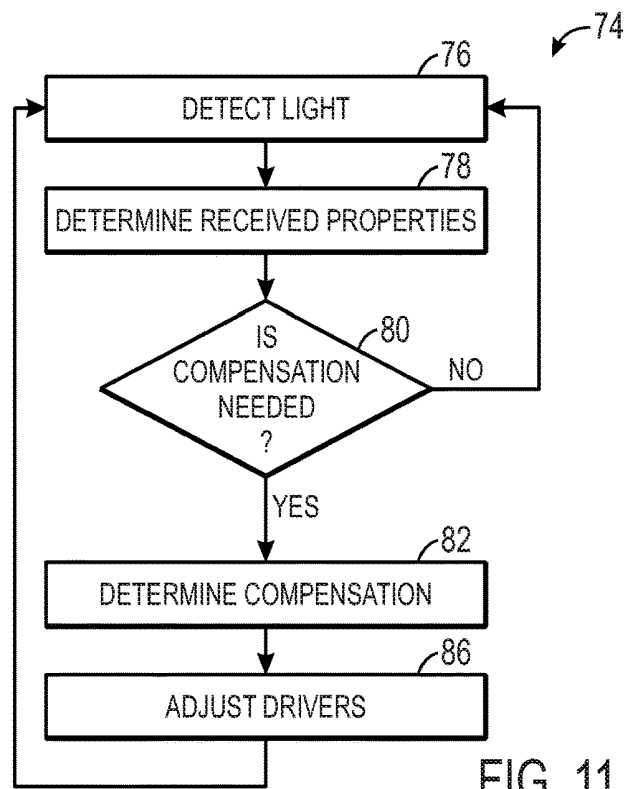 74
76
DETECT LIGHT
78
DETERMINE RECEIVED PROPERTIES
80
IS
COMPENSATION
NEEDED
?
NO
YES
82
DETERMINE COMPENSATION
86
ADJUST DRIVERS
FIG. 11